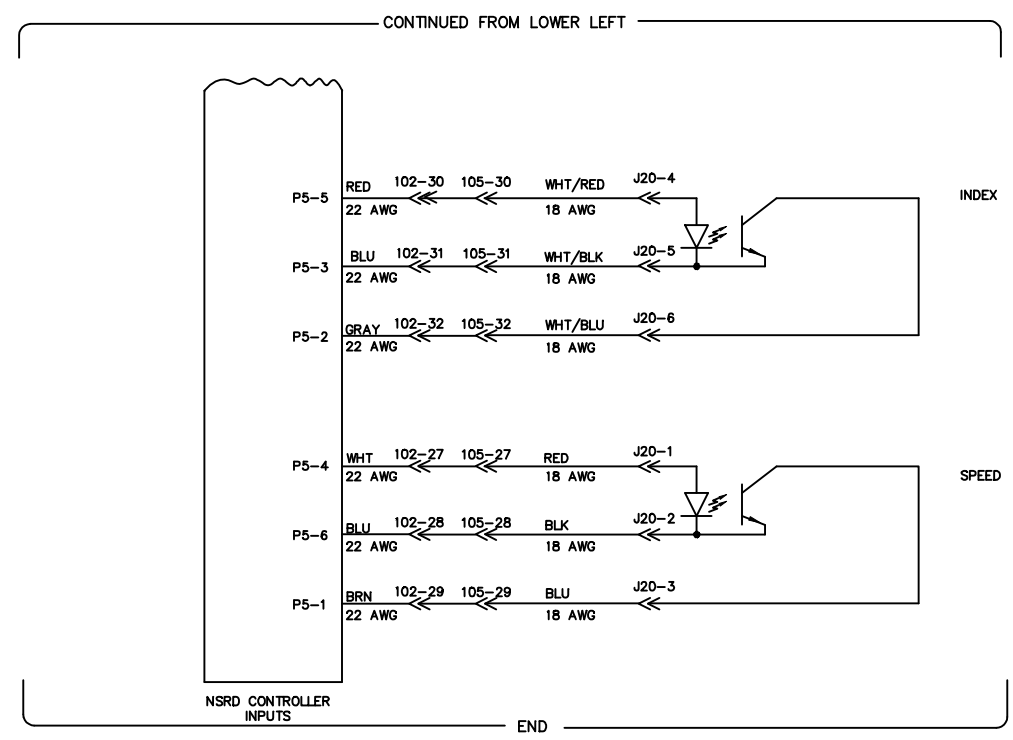 CONTINUED FROM LOWER LEFT
P5-5 RED 102-30 105-30 WHT/RED J20-4 INDEX
22 AWG 18 AWG
P5-3 BLU 102-31 105-31 WHT/BLK J20-5
22 AWG 18 AWG
P5-2 GRAY 102-32 105-32 WHT/BLU J20-6
22 AWG 18 AWG
P5-4 WHT 102-27 105-27 RED J20-1 SPEED
22 AWG 18 AWG
P5-6 BLU 102-28 105-28 BLK J20-2
22 AWG 18 AWG
P5-1 BRN 102-29 105-29 BLU J20-3
22 AWG 18 AWG
NSRD CONTROLLER
INPUTS
END